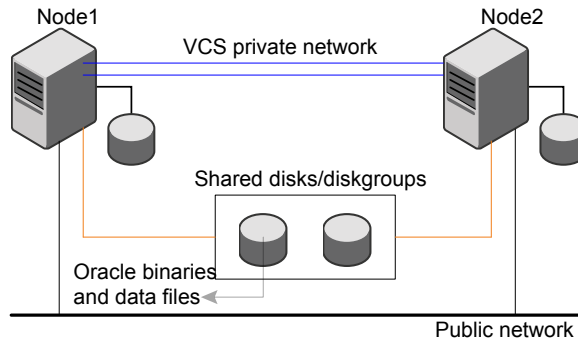 Node1
Node2
VCS private network
Shared disks/diskgroups
Oracle binaries
and data files
Public network